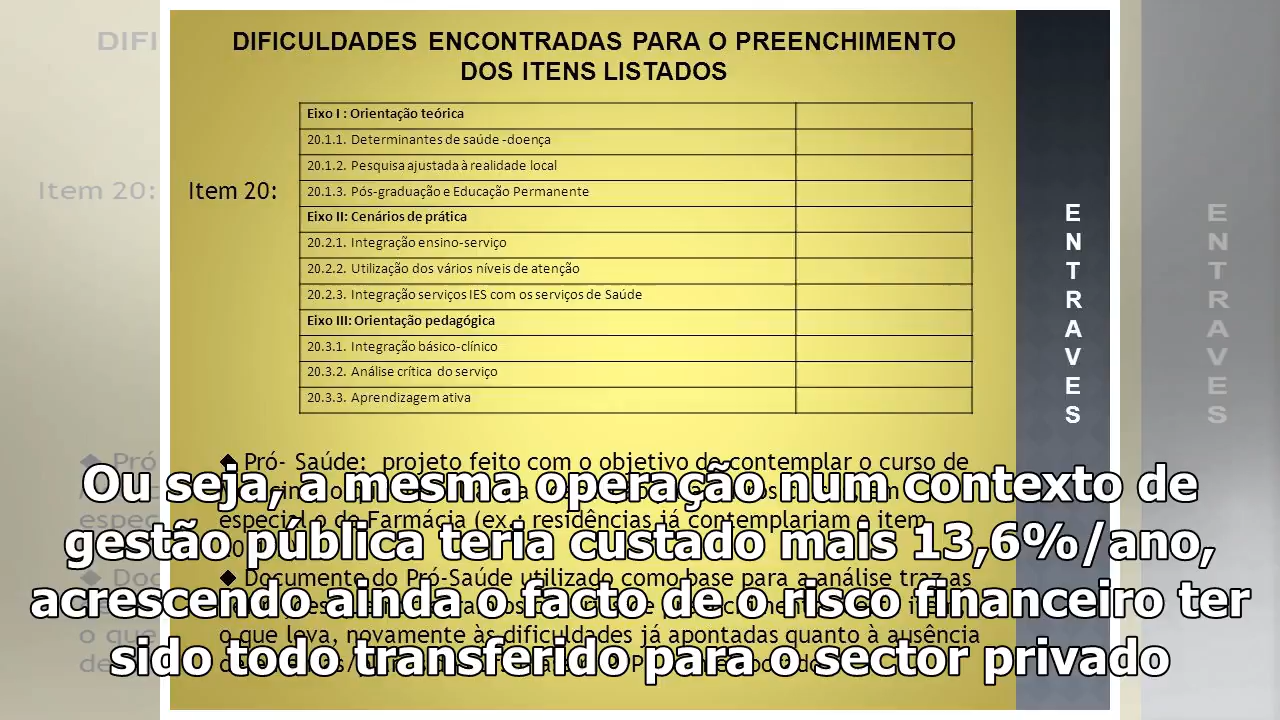 DIFICULDADES ENCONTRADAS PARA O PREENCHIMENTO
DOS ITENS LISTADOS
Item 20:
Eixo I : Orientação teórica
20.1.1. Determinantes de saúde -doença
20.1.2. Pesquisa ajustada à realidade local
20.1.3. Pós-graduação e Educação Permanente
Eixo II: Cenários de prática
20.2.1. Integração ensino-serviço
20.2.2. Utilização dos vários níveis de atenção
20.2.3. Integração serviços IES com os serviços de Saúde
Eixo III: Orientação pedagógica
20.3.1. Integração básico-clínico
20.3.2. Análise crítica do serviço
20.3.3. Aprendizagem ativa
ENTRAVES
◆ Pró- Saúde: projeto feito com o objetivo de contemplar o curso de
Ou seja, a mesma operação num contexto de
especial o de Farmácia (ex.: residências já contemplariam o item
gestão pública teria custado mais 13,6%/ano,
◆ Documento do Pró-Saúde utilizado como base para a análise traz as
acrescendo ainda o facto de o risco financeiro ter
o que leva, novamente às dificuldades já apontadas quanto à ausência
sido todo transferido para o sector privado